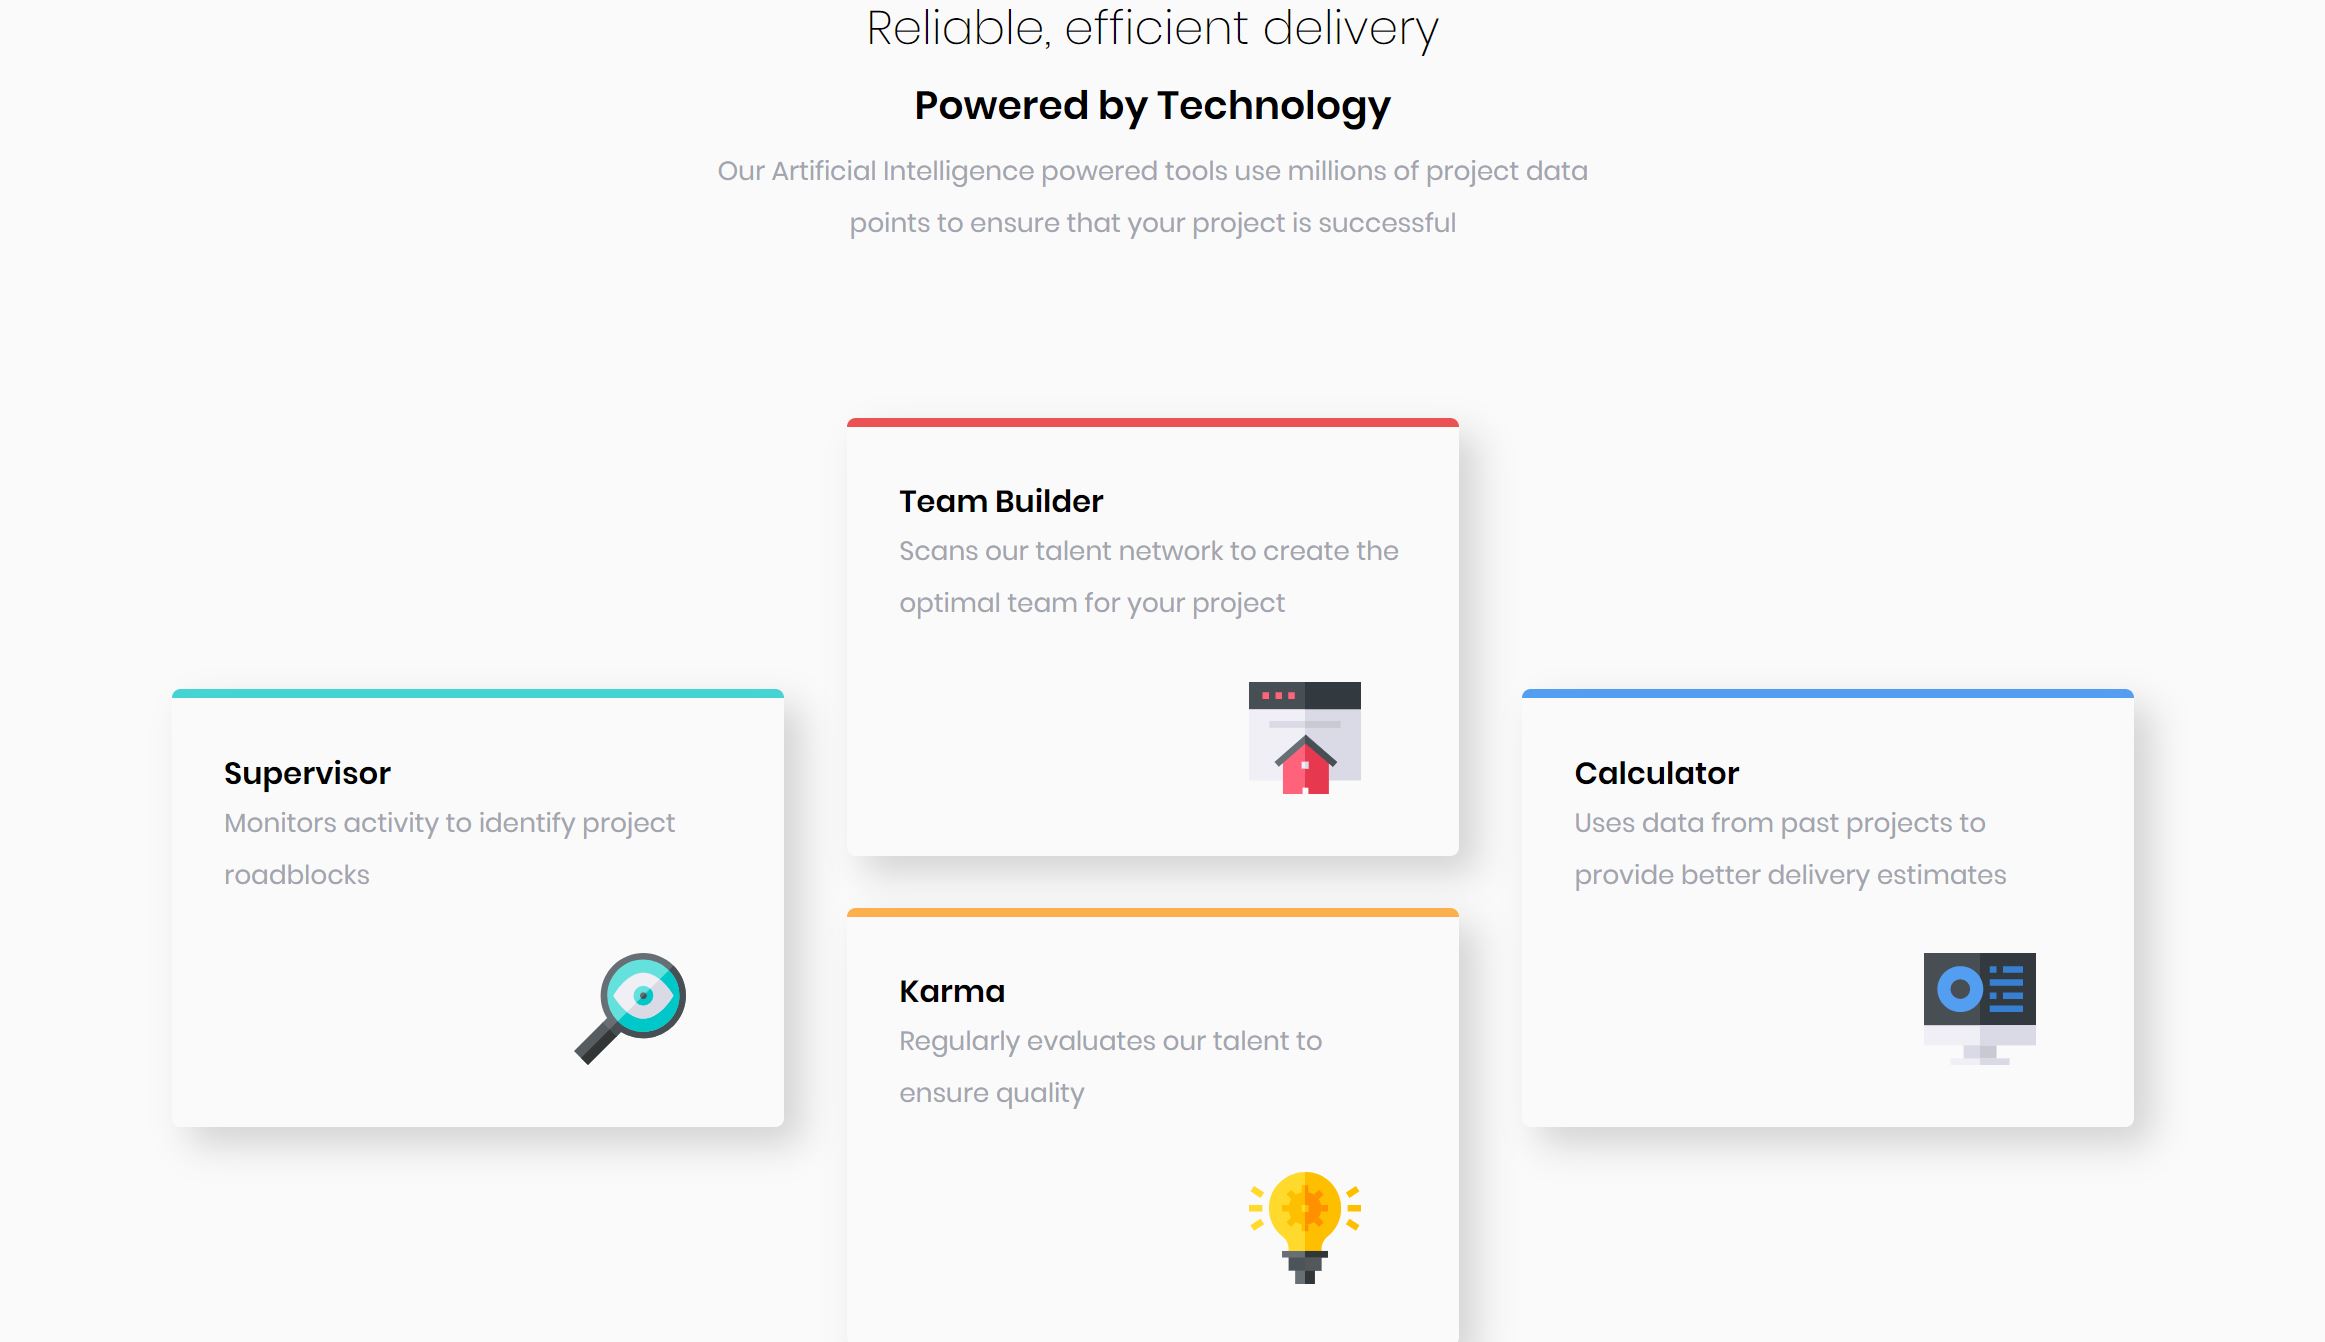 Reliable, efficient delivery
Powered by Technology
Our Artificial Intelligence powered tools use millions of project data
points to ensure that your project is successful
Team Builder
Scans our talent network to create the
optimal team for your project
Supervisor
Monitors activity to identify project
roadblocks
Calculator
Uses data from past projects to
provide better delivery estimates
Karma
Regularly evaluates our talent to
ensure quality